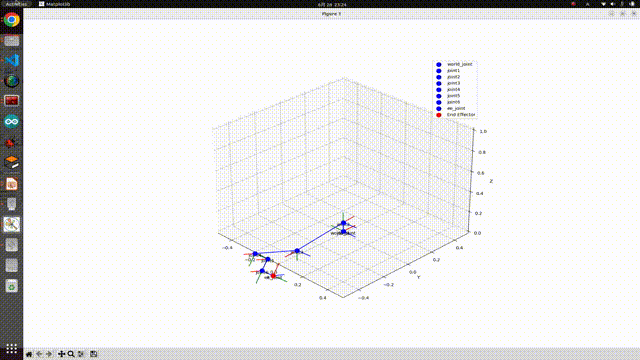 Activities
Matplotlib
6月 28 23:24
Figure 1
world_joint
joint1
joint2
joint3
joint4
joint5
joint6
ee_joint
End Effector
1.0
0.8
0.6
0.4
0.2
0.0
Z
−0.4
−0.2
0.2
0.4
−0.4
−0.2
0.0
0.2
0.4
Y